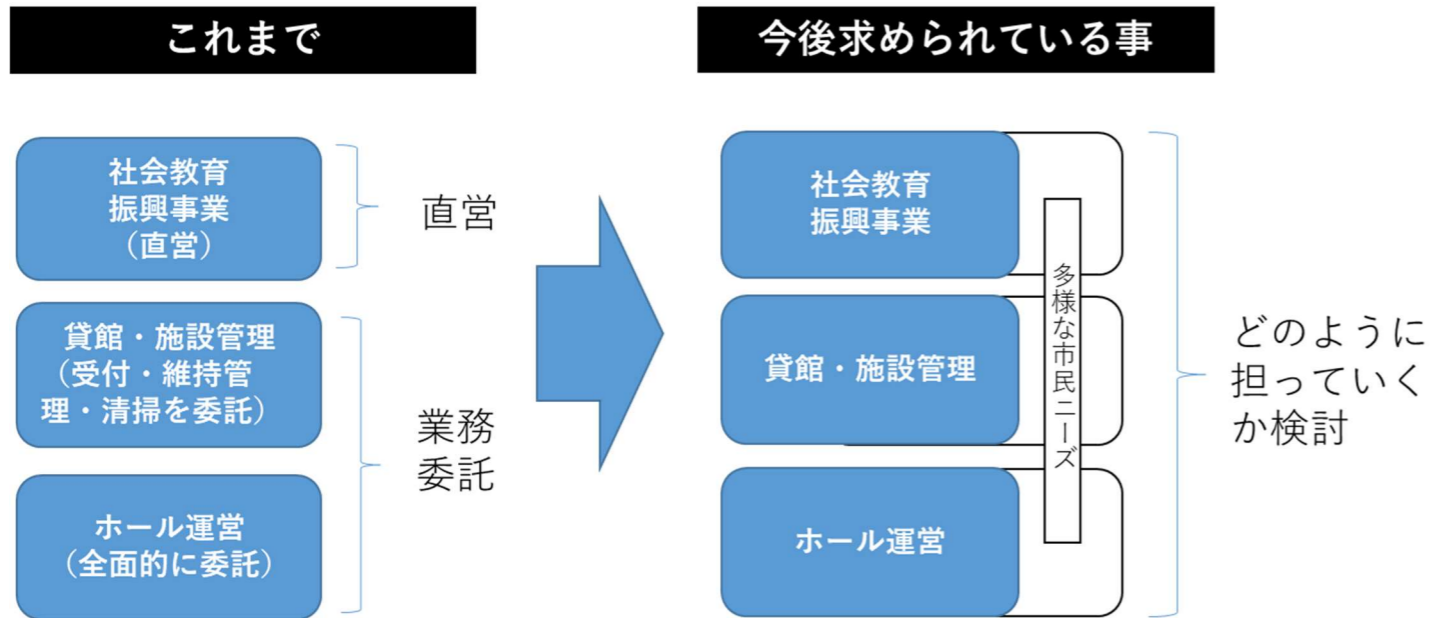 これまで
社会教育
振興事業
（直営）
直営
貸館・施設管理
（受付・維持管
理・清掃を委託）
ホール運営
（全面的に委託）
業務
委託
今後求められている事
社会教育
振興事業
貸館・施設管理
ホール運営
多様な市民ニーズ
どのように
担っていく
か検討